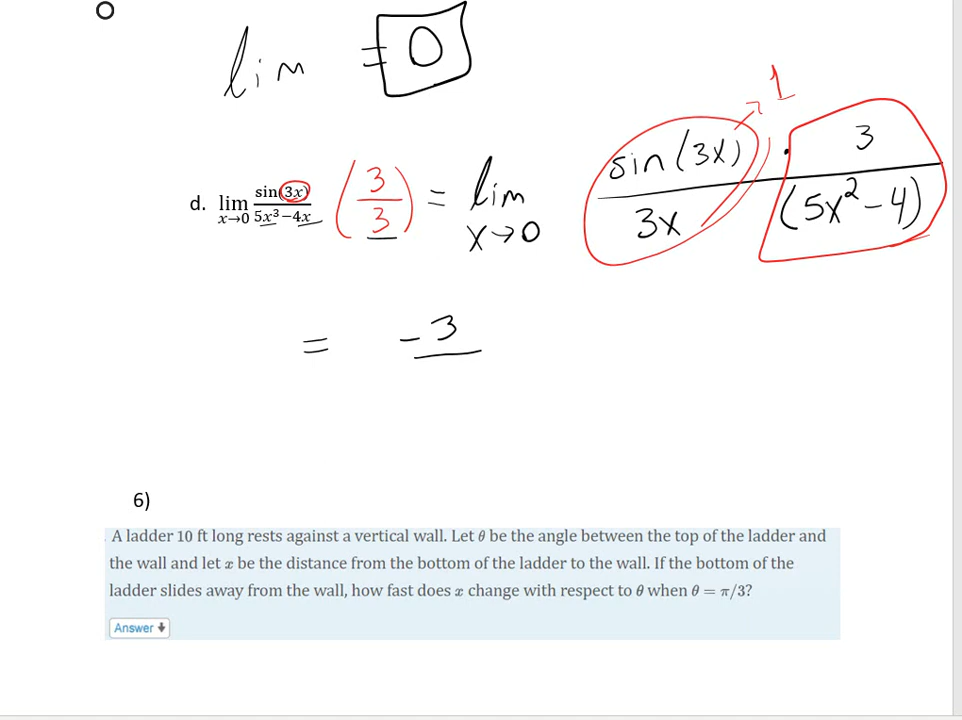 lim = 0
1
d. lim x→0 sin(3x)/(5x³−4x) (3/3) = lim x→0 sin(3x)/3x · 3/(5x²−4)
= −3
6)
A ladder 10 ft long rests against a vertical wall. Let θ be the angle between the top of the ladder and
the wall and let x be the distance from the bottom of the ladder to the wall. If the bottom of the
ladder slides away from the wall, how fast does x change with respect to θ when θ = π/3?
Answer